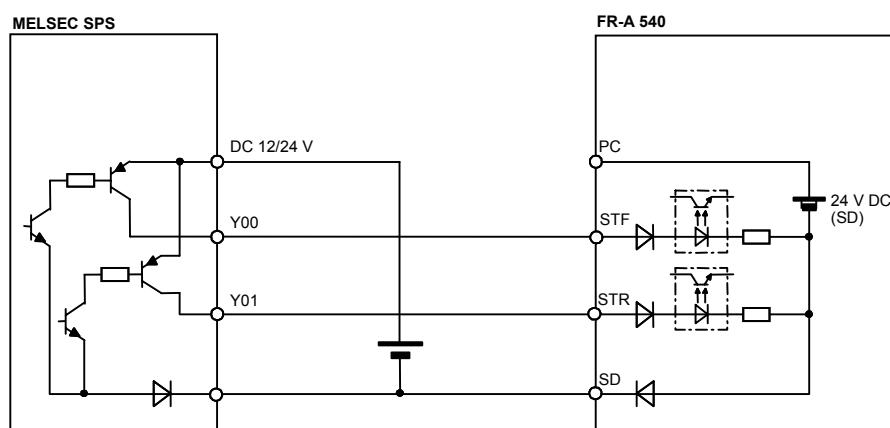 MELSEC SPS
FR-A 540
DC 12/24 V
PC
24 V DC
(SD)
Y00
STF
Y01
STR
SD